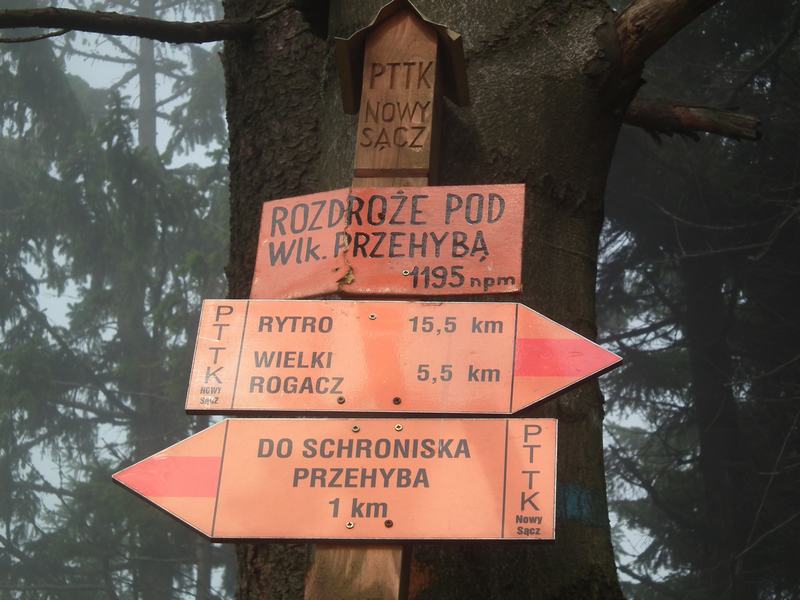 PTTK
NOWY
SĄCZ
ROZDROŻE POD
Wlk. PRZEHYBĄ
1195 npm
PTTK
NOWY
SĄCZ
RYTRO 15,5 km
WIELKI
ROGACZ 5,5 km
DO SCHRONISKA
PRZEHYBA
1 km
PTTK
Nowy
Sącz